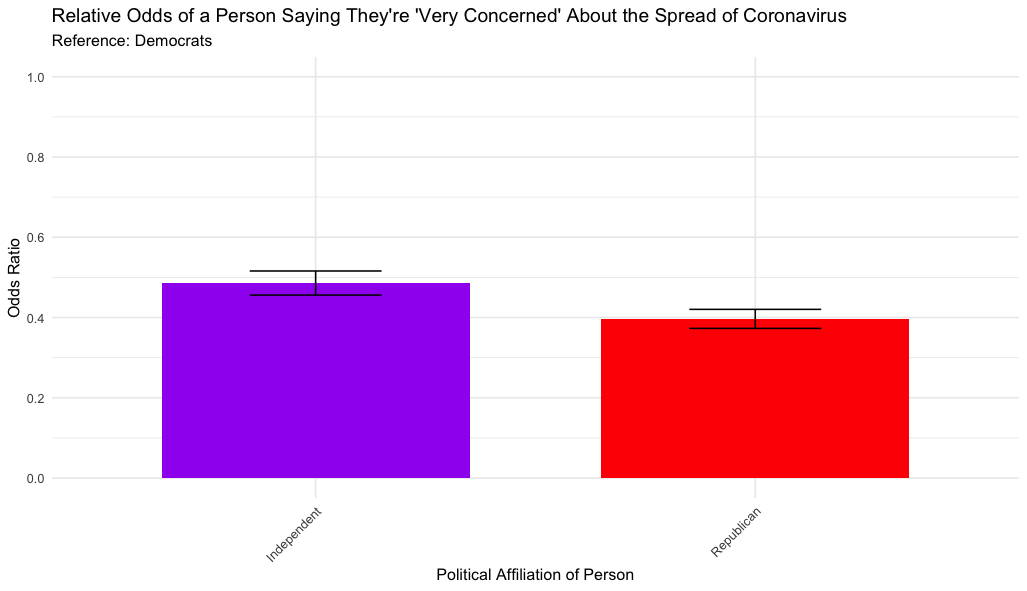 Relative Odds of a Person Saying They're 'Very Concerned' About the Spread of Coronavirus
Reference: Democrats
1.0
0.8
0.6
0.4
0.2
0.0
Odds Ratio
Independent
Republican
Political Affiliation of Person